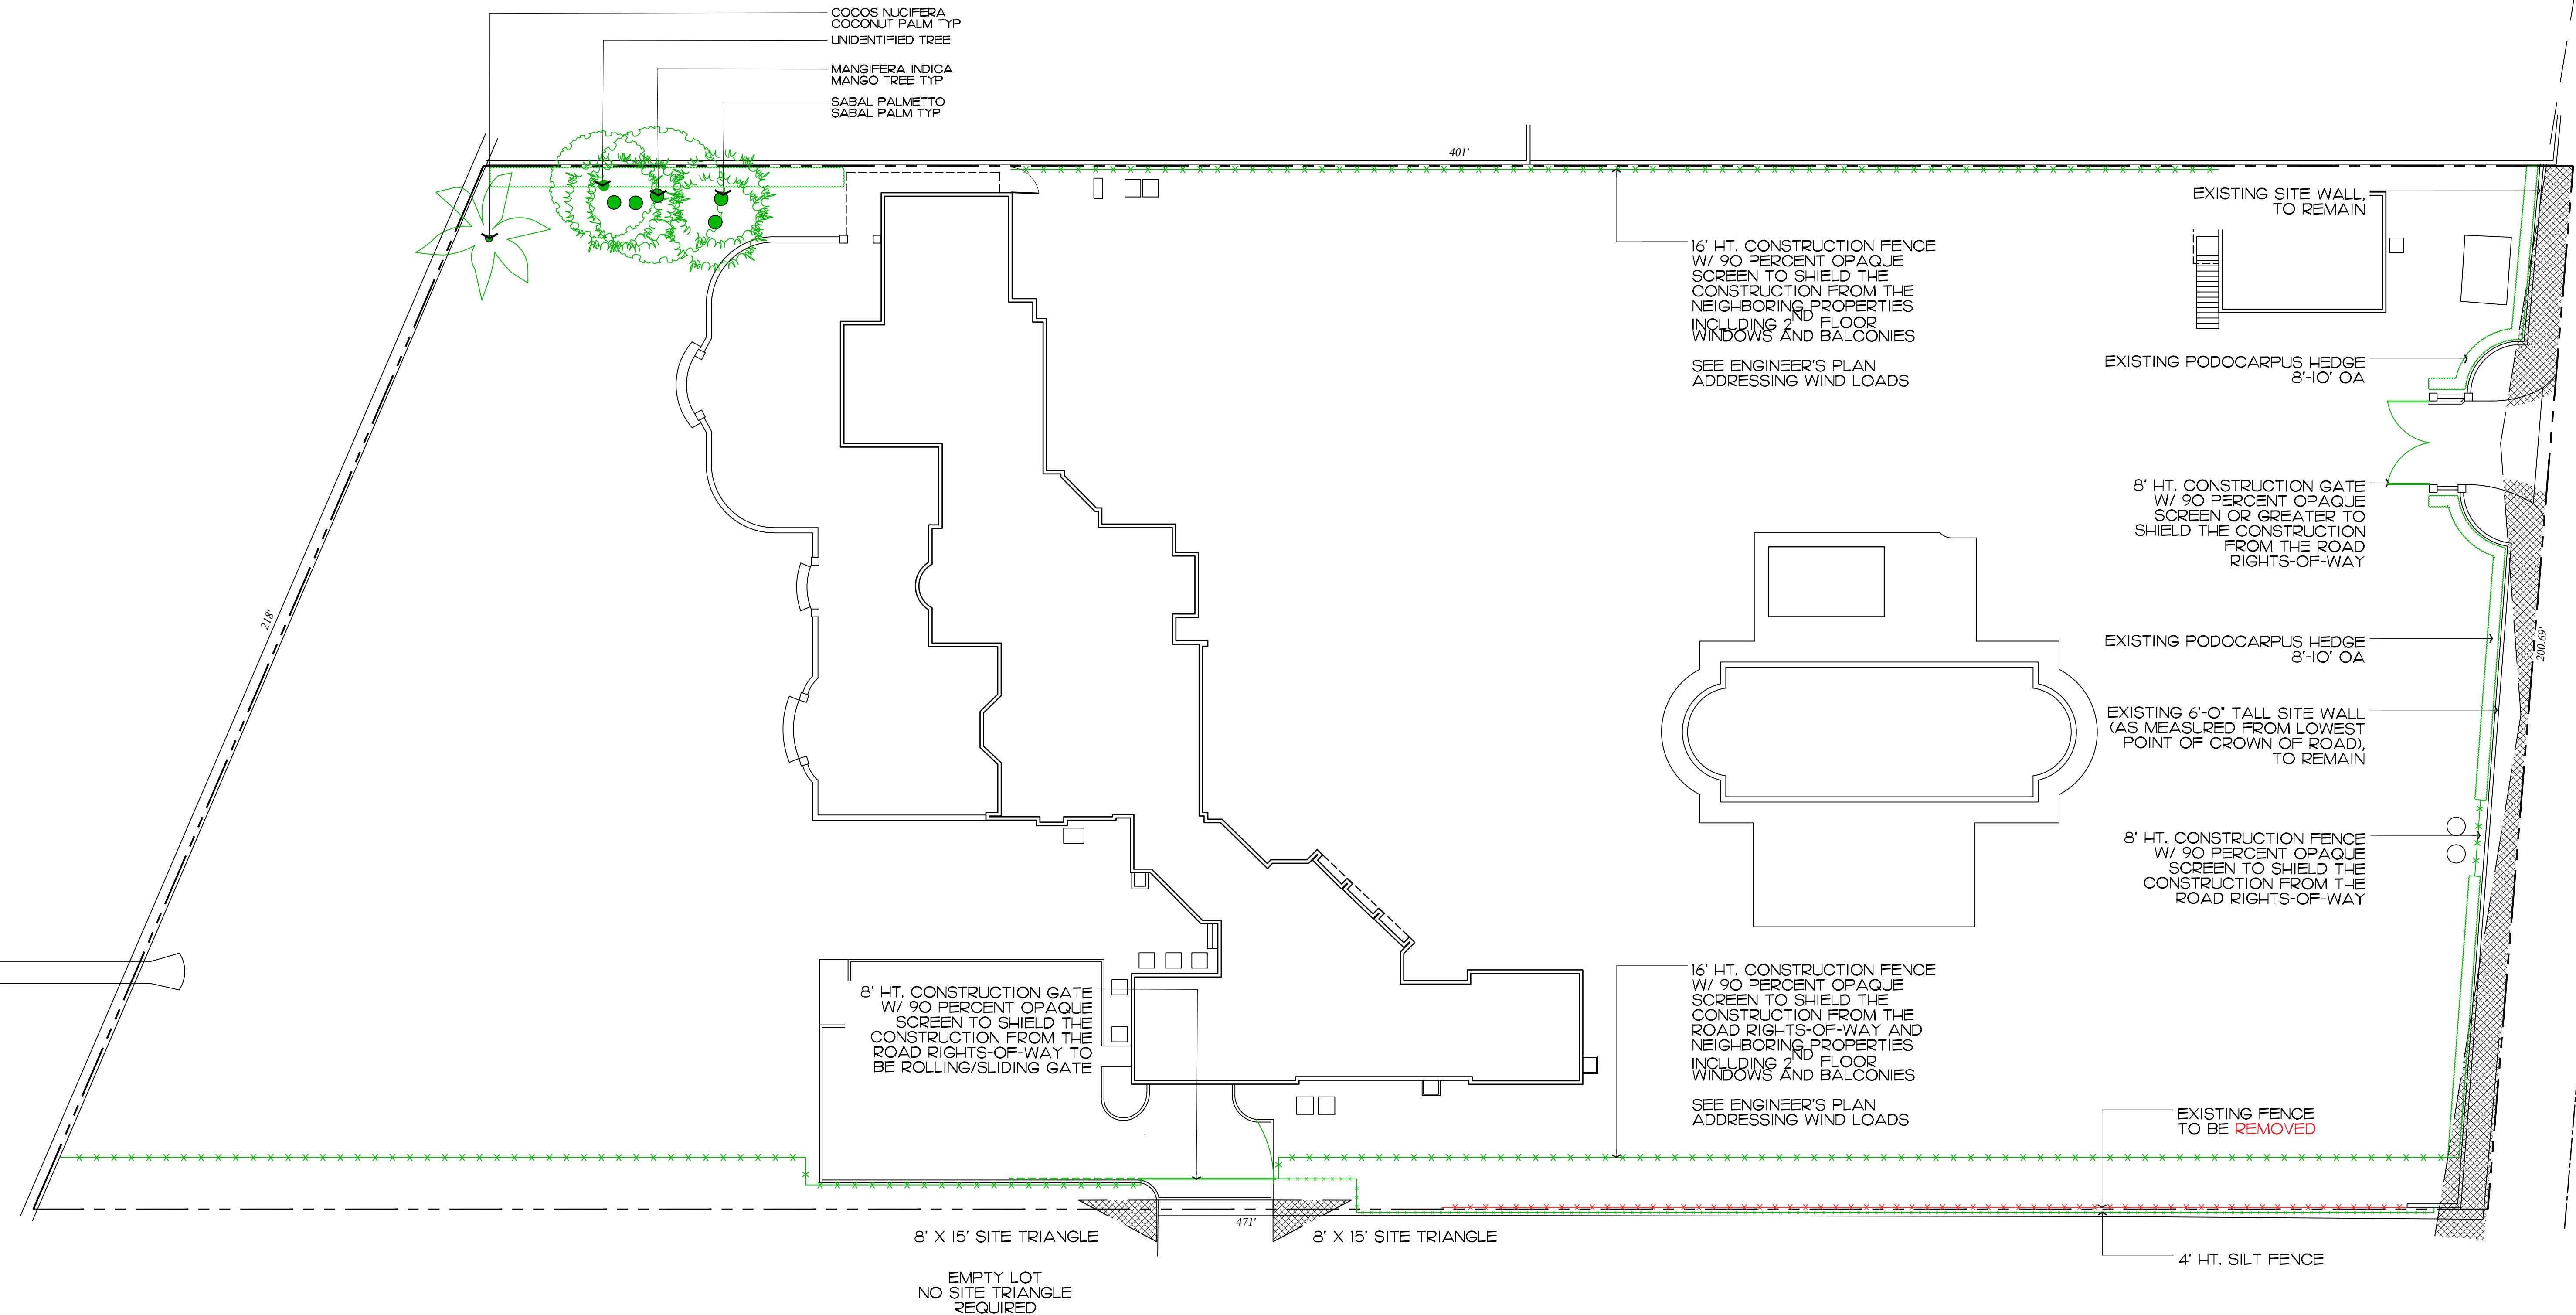 COCOS NUCIFERA
COCONUT PALM TYP
UNIDENTIFIED TREE
MANGIFERA INDICA
MANGO TREE TYP
SABAL PALMETTO
SABAL PALM TYP
401'
EXISTING SITE WALL,
TO REMAIN
16' HT. CONSTRUCTION FENCE
W/ 90 PERCENT OPAQUE
SCREEN TO SHIELD THE
CONSTRUCTION FROM THE
NEIGHBORING PROPERTIES
INCLUDING 2ND FLOOR
WINDOWS AND BALCONIES
SEE ENGINEER'S PLAN
ADDRESSING WIND LOADS
EXISTING PODOCARPUS HEDGE
8'-10' OA
8' HT. CONSTRUCTION GATE
W/ 90 PERCENT OPAQUE
SCREEN OR GREATER TO
SHIELD THE CONSTRUCTION
FROM THE ROAD
RIGHTS-OF-WAY
218'
EXISTING PODOCARPUS HEDGE
8'-10' OA
200.69'
EXISTING 6'-0" TALL SITE WALL
(AS MEASURED FROM LOWEST
POINT OF CROWN OF ROAD),
TO REMAIN
8' HT. CONSTRUCTION FENCE
W/ 90 PERCENT OPAQUE
SCREEN TO SHIELD THE
CONSTRUCTION FROM THE
ROAD RIGHTS-OF-WAY
8' HT. CONSTRUCTION GATE
W/ 90 PERCENT OPAQUE
SCREEN TO SHIELD THE
CONSTRUCTION FROM THE
ROAD RIGHTS-OF-WAY TO
BE ROLLING/SLIDING GATE
16' HT. CONSTRUCTION FENCE
W/ 90 PERCENT OPAQUE
SCREEN TO SHIELD THE
CONSTRUCTION FROM THE
ROAD RIGHTS-OF-WAY AND
NEIGHBORING PROPERTIES
INCLUDING 2ND FLOOR
WINDOWS AND BALCONIES
SEE ENGINEER'S PLAN
ADDRESSING WIND LOADS
EXISTING FENCE
TO BE REMOVED
471'
8' X 15' SITE TRIANGLE
8' X 15' SITE TRIANGLE
4' HT. SILT FENCE
EMPTY LOT
NO SITE TRIANGLE
REQUIRED